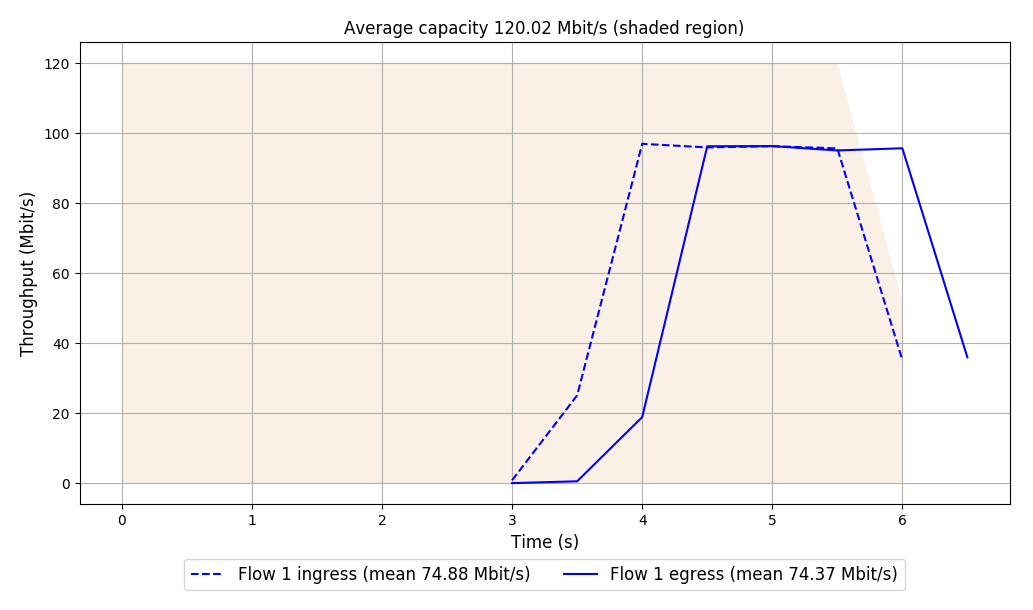 Average capacity 120.02 Mbit/s (shaded region)
Throughput (Mbit/s)
120
100
80
60
40
20
0
0 1 2 3 4 5 6
Time (s)
Flow 1 ingress (mean 74.88 Mbit/s) Flow 1 egress (mean 74.37 Mbit/s)